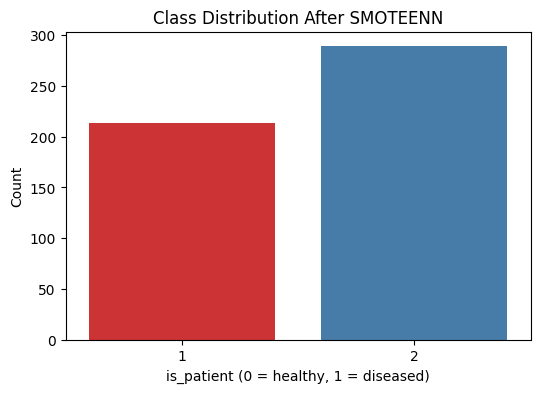 Class Distribution After SMOTEENN
300
250
200
150
100
50
0
Count
1 2
is_patient (0 = healthy, 1 = diseased)